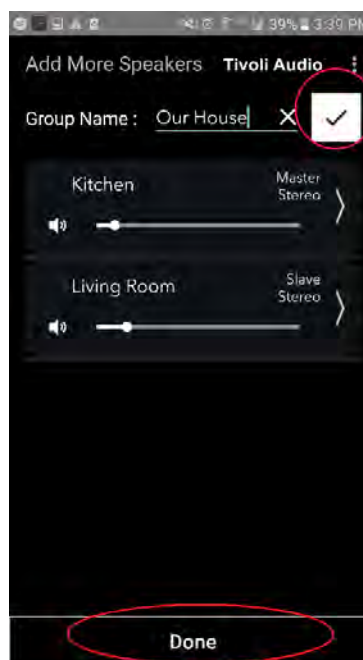 39% 3:39 PM
Add More Speakers Tivoli Audio
Group Name : Our House
Kitchen
Master
Stereo
Living Room
Slave
Stereo
Done